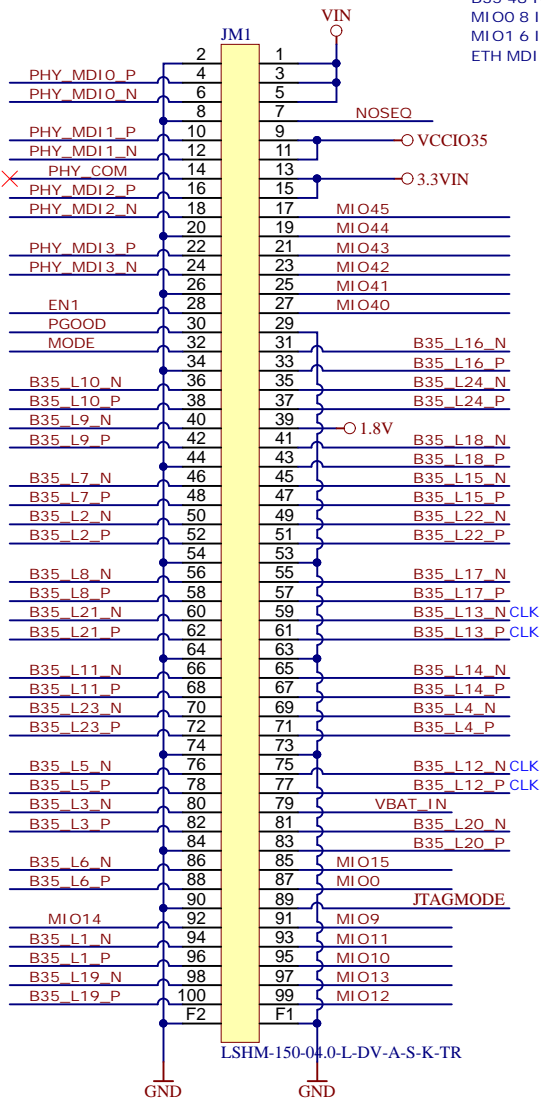 VIN
B35 48 I
MIO0 8 I
MIO1 6 I
ETH MDI
JM1
2 1
PHY_MDI0_P 4 3
PHY_MDI0_N 6 5
8 7 NOSEQ
PHY_MDI1_P 10 9 VCCIO35
PHY_MDI1_N 12 11
PHY_COM 14 13 3.3VIN
PHY_MDI2_P 16 15
PHY_MDI2_N 18 17 MIO45
20 19 MIO44
PHY_MDI3_P 22 21 MIO43
PHY_MDI3_N 24 23 MIO42
26 25 MIO41
EN1 28 27 MIO40
PGOOD 30 29
MODE 32 31 B35_L16_N
34 33 B35_L16_P
B35_L10_N 36 35 B35_L24_N
B35_L10_P 38 37 B35_L24_P
B35_L9_N 40 39 1.8V
B35_L9_P 42 41 B35_L18_N
44 43 B35_L18_P
B35_L7_N 46 45 B35_L15_N
B35_L7_P 48 47 B35_L15_P
B35_L2_N 50 49 B35_L22_N
B35_L2_P 52 51 B35_L22_P
54 53
B35_L8_N 56 55 B35_L17_N
B35_L8_P 58 57 B35_L17_P
B35_L21_N 60 59 B35_L13_N CLK
B35_L21_P 62 61 B35_L13_P CLK
64 63
B35_L11_N 66 65 B35_L14_N
B35_L11_P 68 67 B35_L14_P
B35_L23_N 70 69 B35_L4_N
B35_L23_P 72 71 B35_L4_P
74 73
B35_L5_N 76 75 B35_L12_N CLK
B35_L5_P 78 77 B35_L12_P CLK
B35_L3_N 80 79 VBAT_IN
B35_L3_P 82 81 B35_L20_N
84 83 B35_L20_P
B35_L6_N 86 85 MIO15
B35_L6_P 88 87 MIO0
90 89 JTAGMODE
MIO14 92 91 MIO9
B35_L1_N 94 93 MIO11
B35_L1_P 96 95 MIO10
B35_L19_N 98 97 MIO13
B35_L19_P 100 99 MIO12
F2 F1
LSHM-150-04.0-L-DV-A-S-K-TR
GND GND